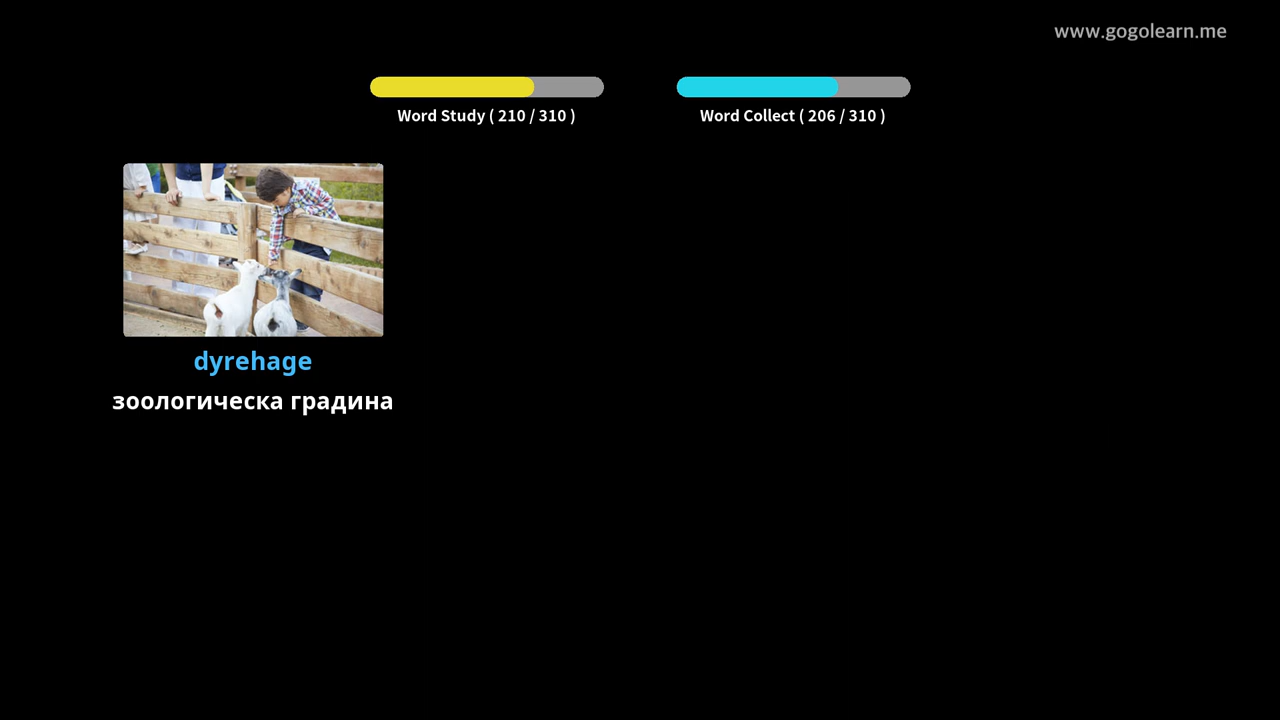 www.gogolearn.me
Word Study ( 210 / 310 )
Word Collect ( 206 / 310 )
dyrehage
зоологическа градина